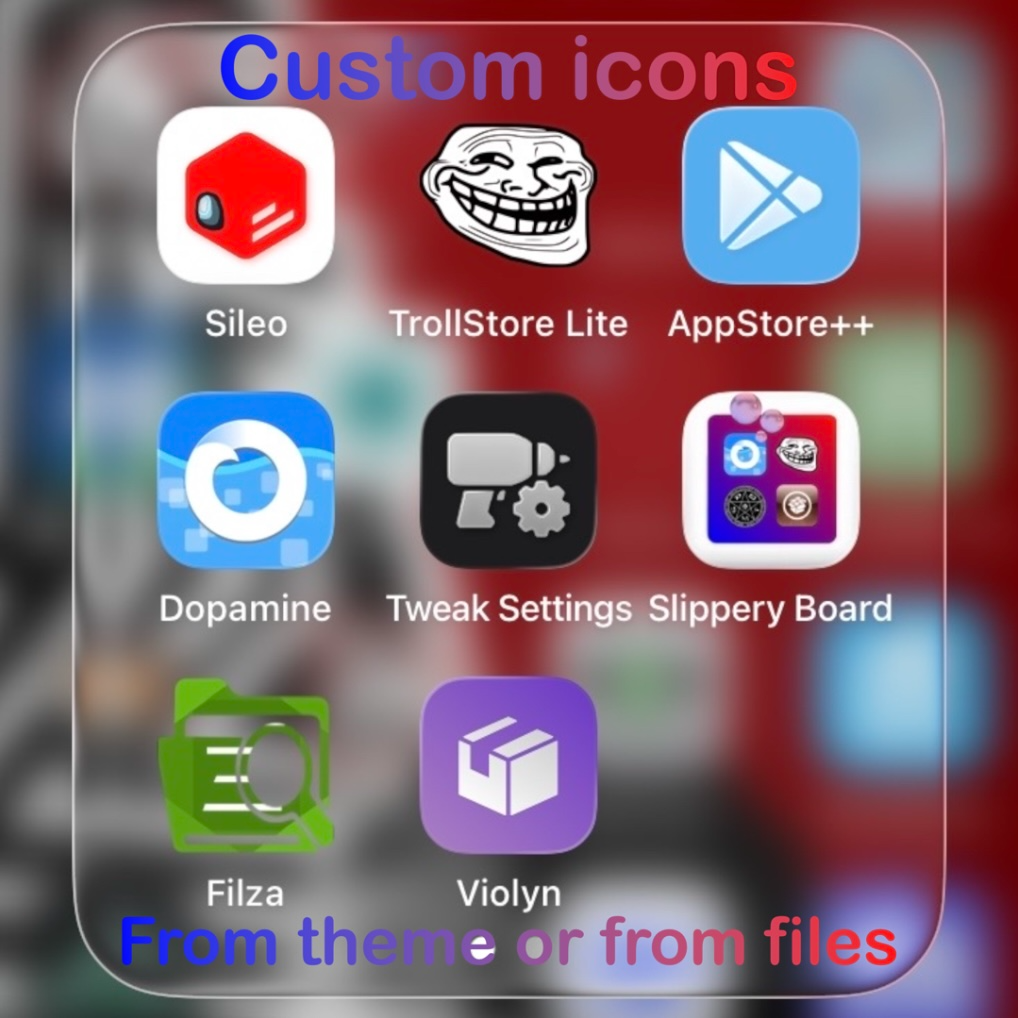 Custom icons
Sileo TrollStore Lite AppStore++
Dopamine Tweak Settings Slippery Board
Filza Violyn
From theme or from files